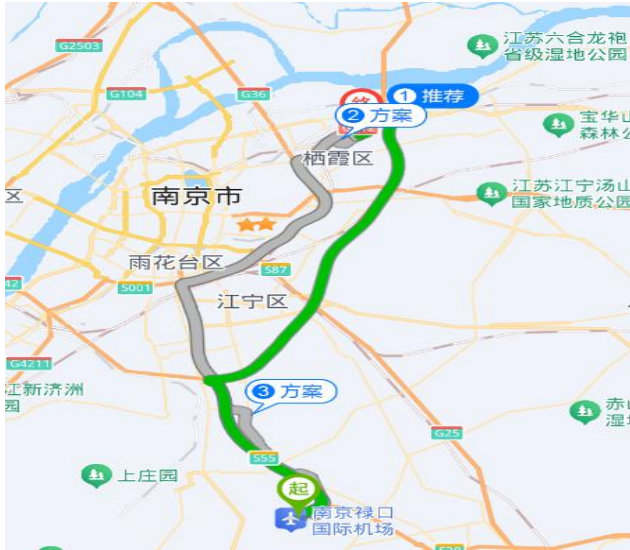 G2503
江苏六合龙袍
省级湿地公园
G104
G36
终
1 推荐
2 方案
宝华山
森林公
栖霞区
南京市
江苏江宁汤山
国家地质公园
区
雨花台区
S87
42
S001
江宁区
G4211
江新济洲
园
3 方案
赤山
湿地
G25
上庄园
S55
起
南京禄口
国际机场